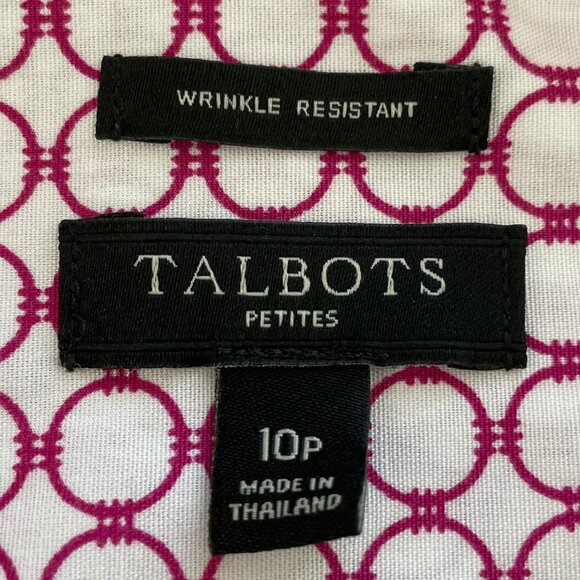 WRINKLE RESISTANT
TALBOTS
PETITES
10P
MADE IN
THAILAND